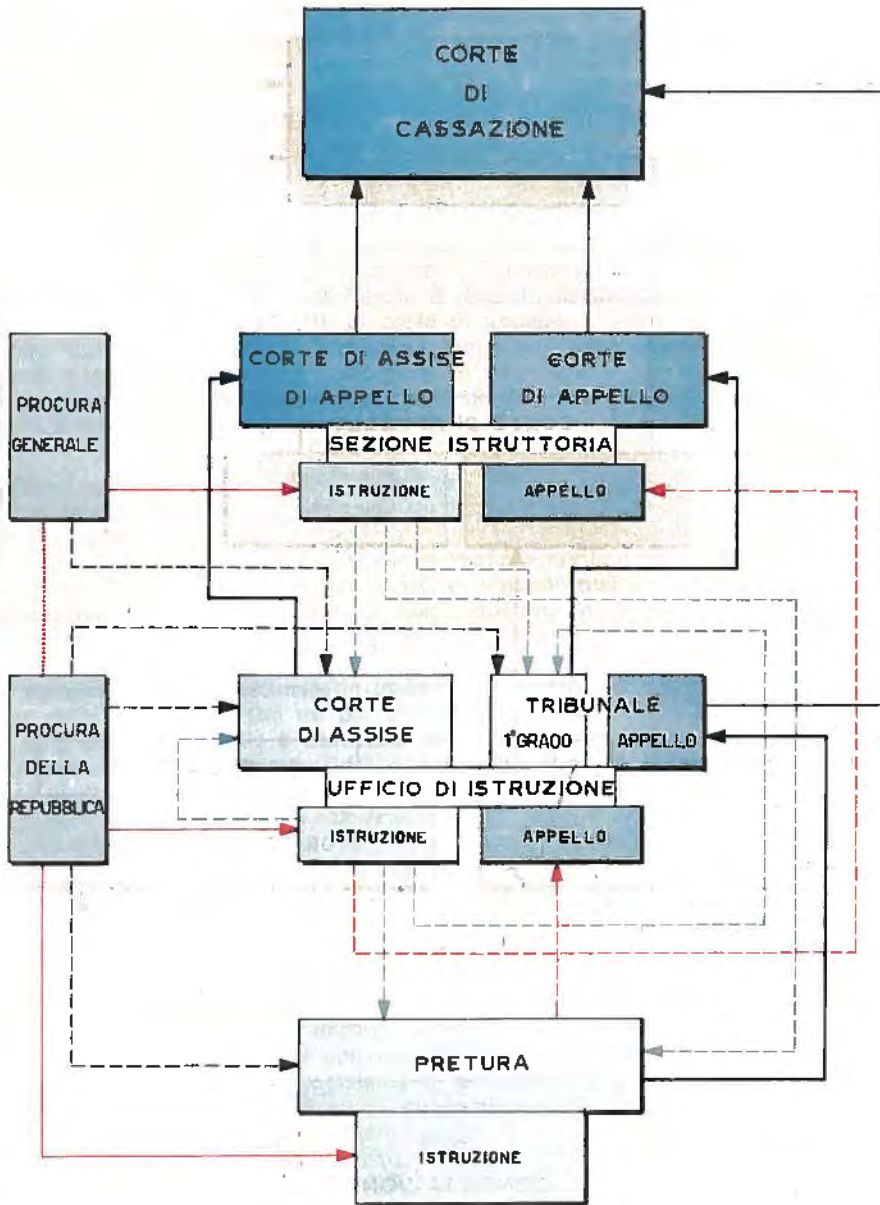 CORTE
DI
CASSAZIONE
PROCURA
GENERALE
CORTE DI ASSISE
DI APPELLO
CORTE
DI APPELLO
SEZIONE ISTRUTTORIA
ISTRUZIONE
APPELLO
PROCURA
DELLA
REPUBBLICA
CORTE
DI ASSISE
TRIBUNALE
1° GRADO
APPELLO
UFFICIO DI ISTRUZIONE
ISTRUZIONE
APPELLO
PRETURA
ISTRUZIONE